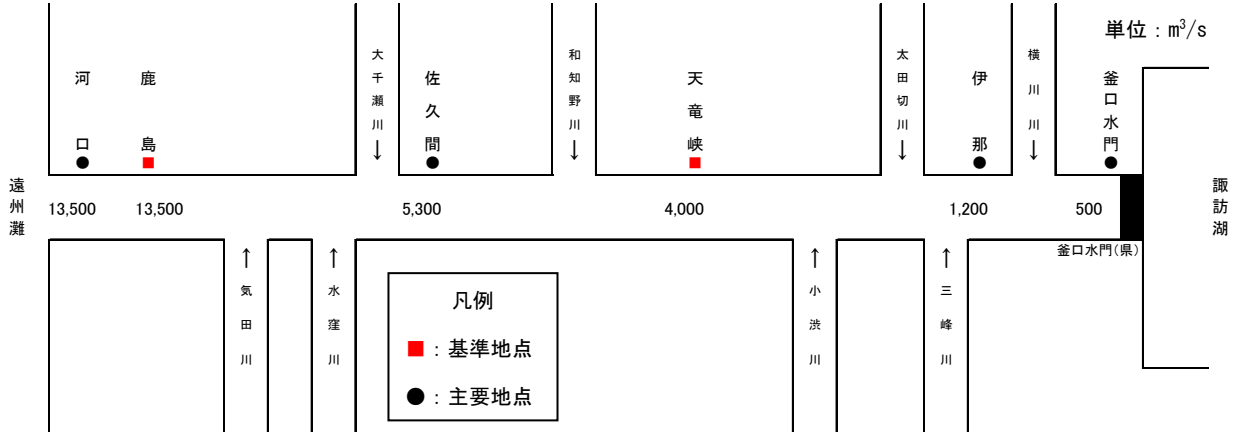 単位：m³/s
大千瀬川
↓
和知野川
↓
太田切川
↓
横川川
↓
河口
鹿島
佐久間
天竜峡
伊那
釜口水門
遠州灘
13,500
13,500
5,300
4,000
1,200
500
諏訪湖
釜口水門(県)
↑
気田川
↑
水窪川
↑
小渋川
↑
三峰川
凡例
■：基準地点
●：主要地点